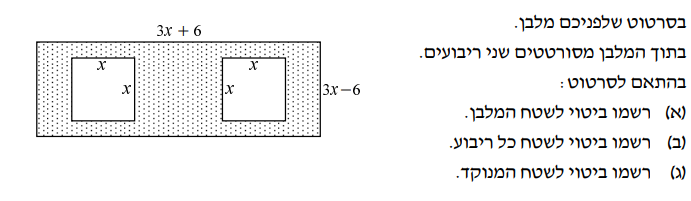 בסרטוט שלפניכם מלבן.
בתוך המלבן מסורטטים שני ריבועים.
בהתאם לסרטוט:
(א) רשמו ביטוי לשטח המלבן.
(ב) רשמו ביטוי לשטח כל ריבוע.
(ג) רשמו ביטוי לשטח המנוקד.
3x + 6
x
x
x
x
3x−6